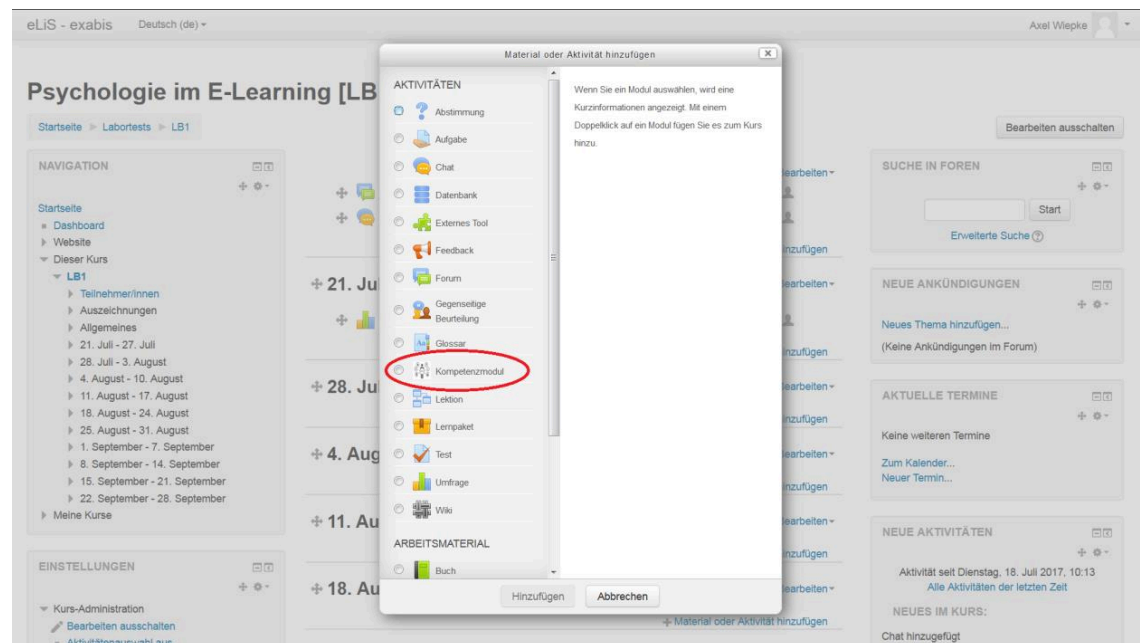 eLiS - exabis Deutsch (de)
Axel Wiepke
Psychologie im E-Learning [LB
Startseite Labortests LB1
Bearbeiten ausschalten
NAVIGATION
Startseite
Dashboard
Website
Dieser Kurs
LB1
Teilnehmer/innen
Auszeichnungen
Allgemeines
21. Juli - 27. Juli
28. Juli - 3. August
4. August - 10. August
11. August - 17. August
18. August - 24. August
25. August - 31. August
1. September - 7. September
8. September - 14. September
15. September - 21. September
22. September - 28. September
Meine Kurse
EINSTELLUNGEN
Kurs-Administration
Bearbeiten ausschalten
21. Ju
28. Ju
4. Aug
11. Au
18. Au
Material oder Aktivität hinzufügen
Material oder Aktivität hinzufügen
AKTIVITÄTEN
Abstimmung
Aufgabe
Chat
Datenbank
Externes Tool
Feedback
Forum
Gegenseitige
Beurteilung
Glossar
Kompetenzmodul
Lektion
Lernpaket
Test
Umfrage
Wiki
ARBEITSMATERIAL
Buch
Wenn Sie ein Modul auswählen, wird eine
Kurzinformationen angezeigt. Mit einem
Doppelklick auf ein Modul fügen Sie es zum Kurs
hinzu.
Hinzufügen Abbrechen
SUCHE IN FOREN
Start
Erweiterte Suche
NEUE ANKÜNDIGUNGEN
Neues Thema hinzufügen...
(Keine Ankündigungen im Forum)
AKTUELLE TERMINE
Keine weiteren Termine
Zum Kalender...
Neuer Termin...
NEUE AKTIVITÄTEN
Aktivität seit Dienstag, 18. Juli 2017, 10:13
Alle Aktivitäten der letzten Zeit
NEUES IM KURS:
Chat hinzugefügt